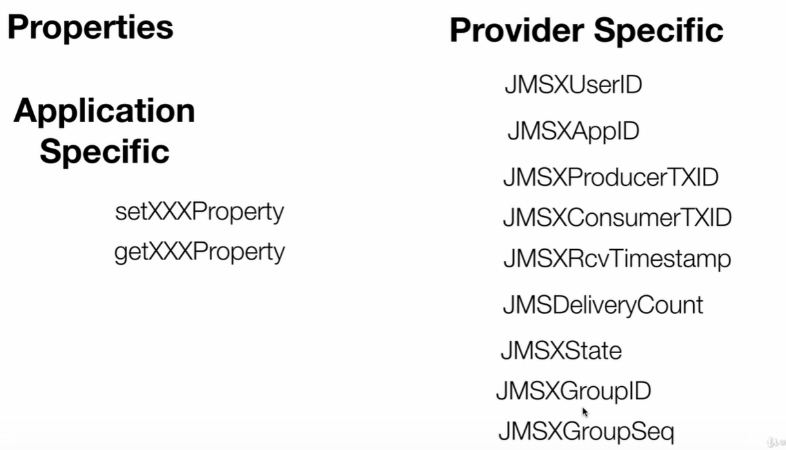 Properties
Application
Specific
setXXXProperty
getXXXProperty
Provider Specific
JMSXUserID
JMSXAppID
JMSXProducerTXID
JMSXConsumerTXID
JMSXRcvTimestamp
JMSDeliveryCount
JMSXState
JMSXGroupID
JMSXGroupSeq